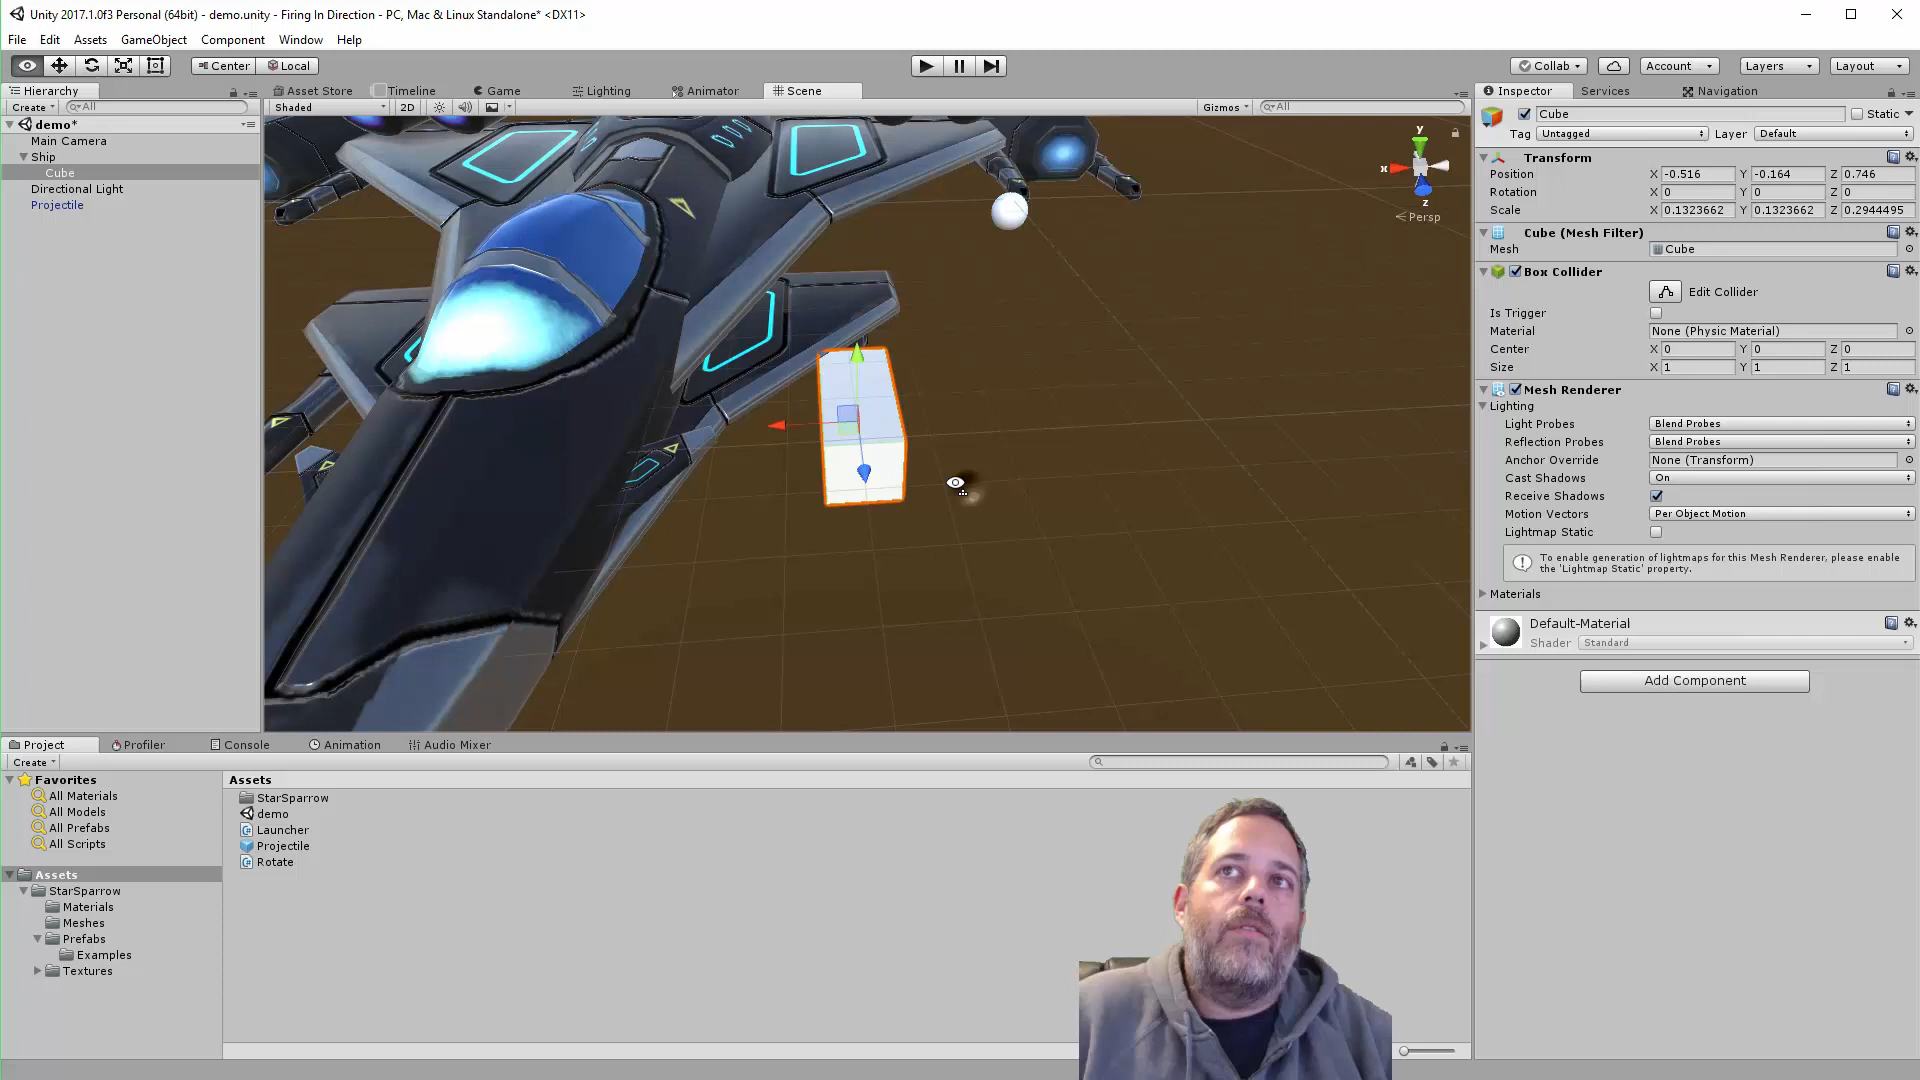 Unity 2017.1.0f3 Personal (64bit) - demo.unity - Firing In Direction - PC, Mac & Linux Standalone* <DX11>
File Edit Assets GameObject Component Window Help
Center Local Collab Account Layers Layout
Hierarchy Asset Store Timeline Game Lighting Animator Scene Inspector Services Navigation
Create All Shaded 2D Gizmos All
Cube Static
Tag Untagged Layer Default
demo*
Main Camera
Ship
Cube
Directional Light
Projectile
y
x
z
Persp
Transform
Position X -0.516 Y -0.164 Z 0.746
Rotation X 0 Y 0 Z 0
Scale X 0.1323662 Y 0.1323662 Z 0.2944495
Cube (Mesh Filter)
Mesh Cube
Box Collider
Edit Collider
Is Trigger
Material None (Physic Material)
Center X 0 Y 0 Z 0
Size X 1 Y 1 Z 1
Mesh Renderer
Lighting
Light Probes Blend Probes
Reflection Probes Blend Probes
Anchor Override None (Transform)
Cast Shadows On
Receive Shadows
Motion Vectors Per Object Motion
Lightmap Static
To enable generation of lightmaps for this Mesh Renderer, please enable
the 'Lightmap Static' property.
Materials
Default-Material
Shader Standard
Add Component
Project Profiler Console Animation Audio Mixer
Create
Favorites
All Materials
All Models
All Prefabs
All Scripts
Assets
StarSparrow
Materials
Meshes
Prefabs
Examples
Textures
Assets
StarSparrow
demo
Launcher
Projectile
Rotate